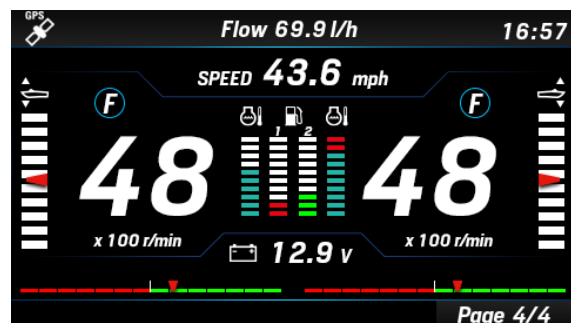 GPS
Flow 69.9 l/h 16:57
SPEED 43.6 mph
F F
1 2
48 48
x 100 r/min x 100 r/min
12.9 V
Page 4/4